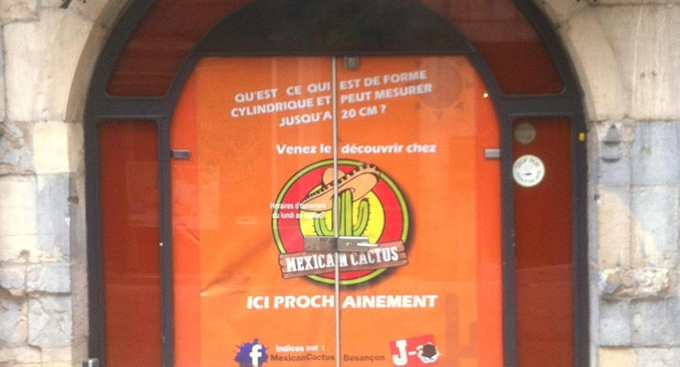 QU'EST CE QUI EST DE FORME
CYLINDRIQUE ET PEUT MESURER
JUSQU'A 20 CM ?
Venez le découvrir chez
Horaires d'ouverture
du lundi au
MEXICAN CACTUS
ICI PROCHAINEMENT
Indices sur :
f MexicanCactus Besançon
J-